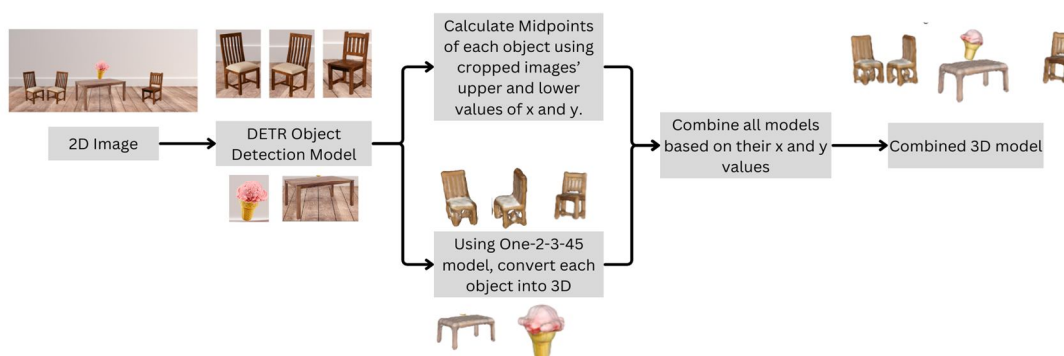 2D Image
DETR Object
Detection Model
Calculate Midpoints
of each object using
cropped images’
upper and lower
values of x and y.
Using One-2-3-45
model, convert each
object into 3D
Combine all models
based on their x and y
values
Combined 3D model